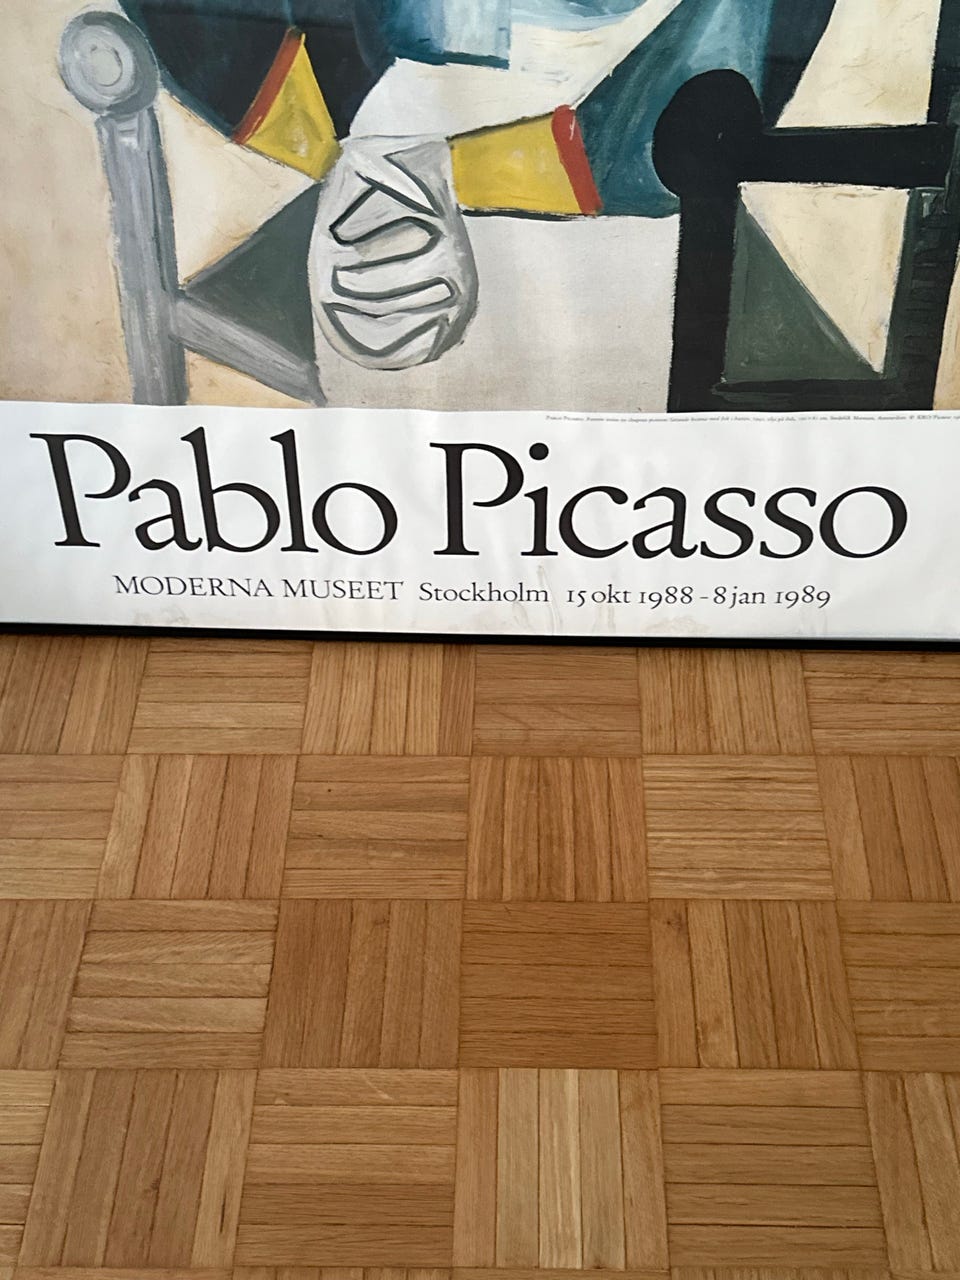 Pablo Picasso
MODERNA MUSEET Stockholm 15 okt 1988 - 8 jan 1989